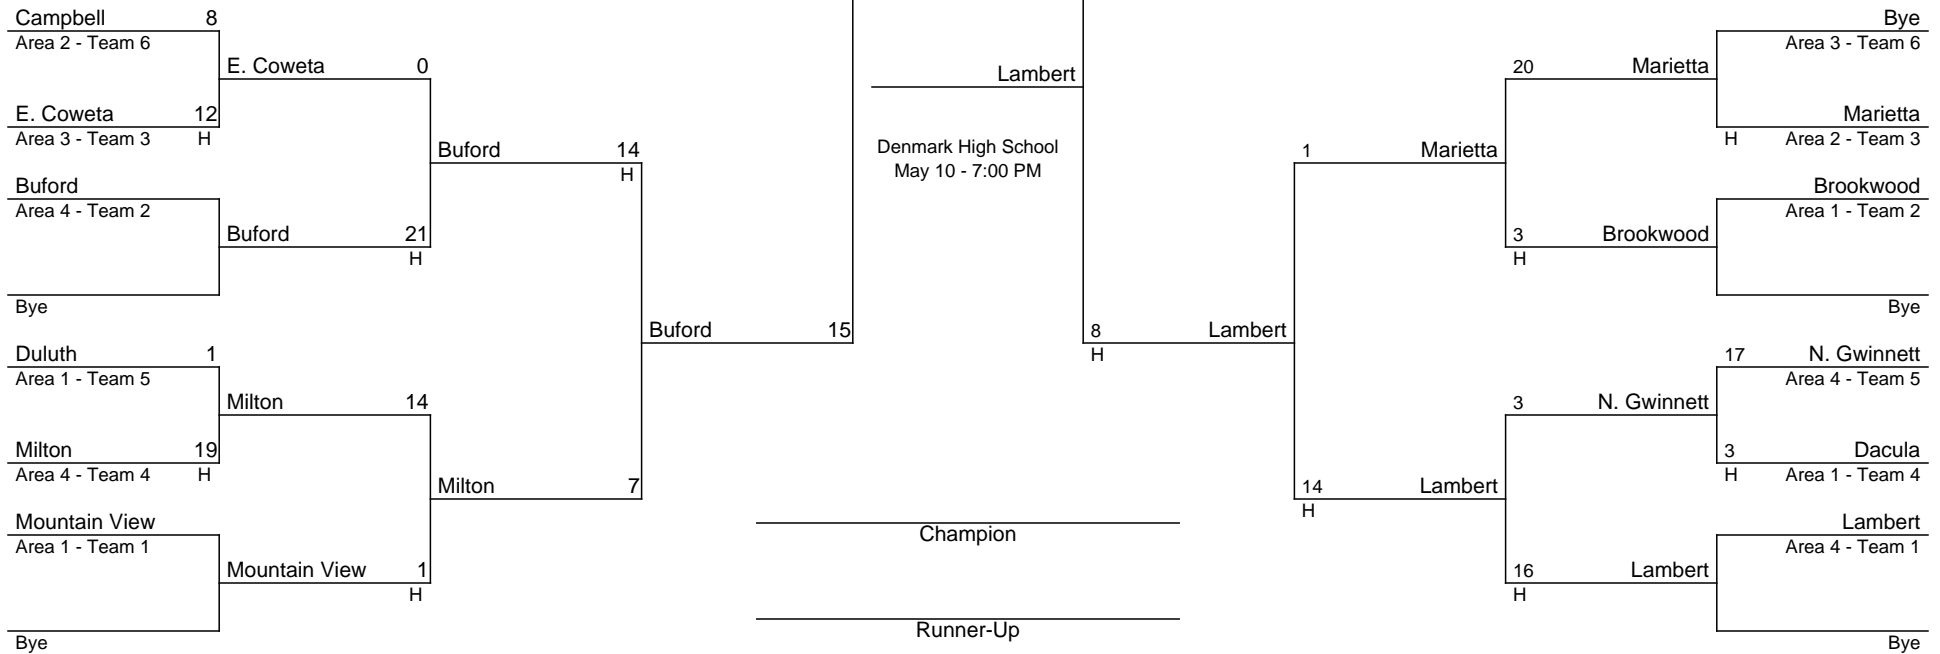 Campbell 8
Area 2 - Team 6
E. Coweta 0
E. Coweta 12
Area 3 - Team 3 H
Buford 14
H
Buford
Area 4 - Team 2
Buford 21
H
Bye
Buford 15
Duluth 1
Area 1 - Team 5
Milton 14
Milton 19
Area 4 - Team 4 H
Milton 7
Mountain View
Area 1 - Team 1
Mountain View 1
H
Bye
Lambert
Denmark High School
May 10 - 7:00 PM
Champion
Runner-Up
8 Lambert
H
1 Marietta
14 Lambert
H
20 Marietta
3 Brookwood
H
3 N. Gwinnett
16 Lambert
H
Bye
Area 3 - Team 6
Marietta
H Area 2 - Team 3
Brookwood
Area 1 - Team 2
Bye
17 N. Gwinnett
Area 4 - Team 5
3 Dacula
H Area 1 - Team 4
Lambert
Area 4 - Team 1
Bye